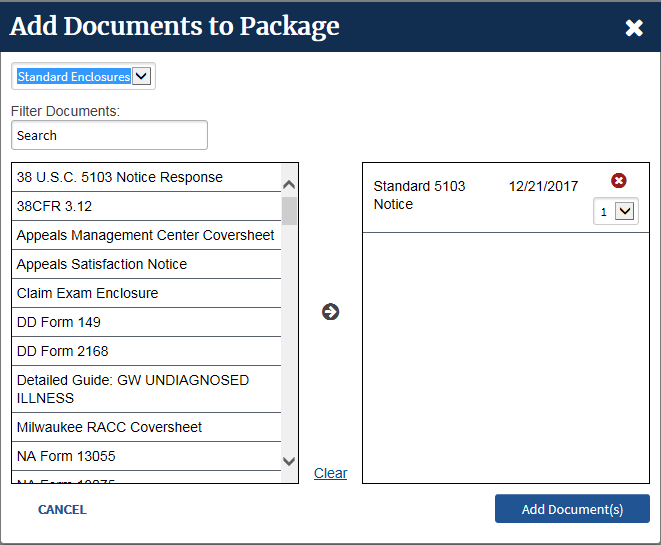 Add Documents to Package
Standard Enclosures
Filter Documents:
Search
38 U.S.C. 5103 Notice Response
38CFR 3.12
Appeals Management Center Coversheet
Appeals Satisfaction Notice
Claim Exam Enclosure
DD Form 149
DD Form 2168
Detailed Guide: GW UNDIAGNOSED
ILLNESS
Milwaukee RACC Coversheet
NA Form 13055
NA Form
Standard 5103 12/21/2017
Notice
1
Clear
CANCEL
Add Document(s)